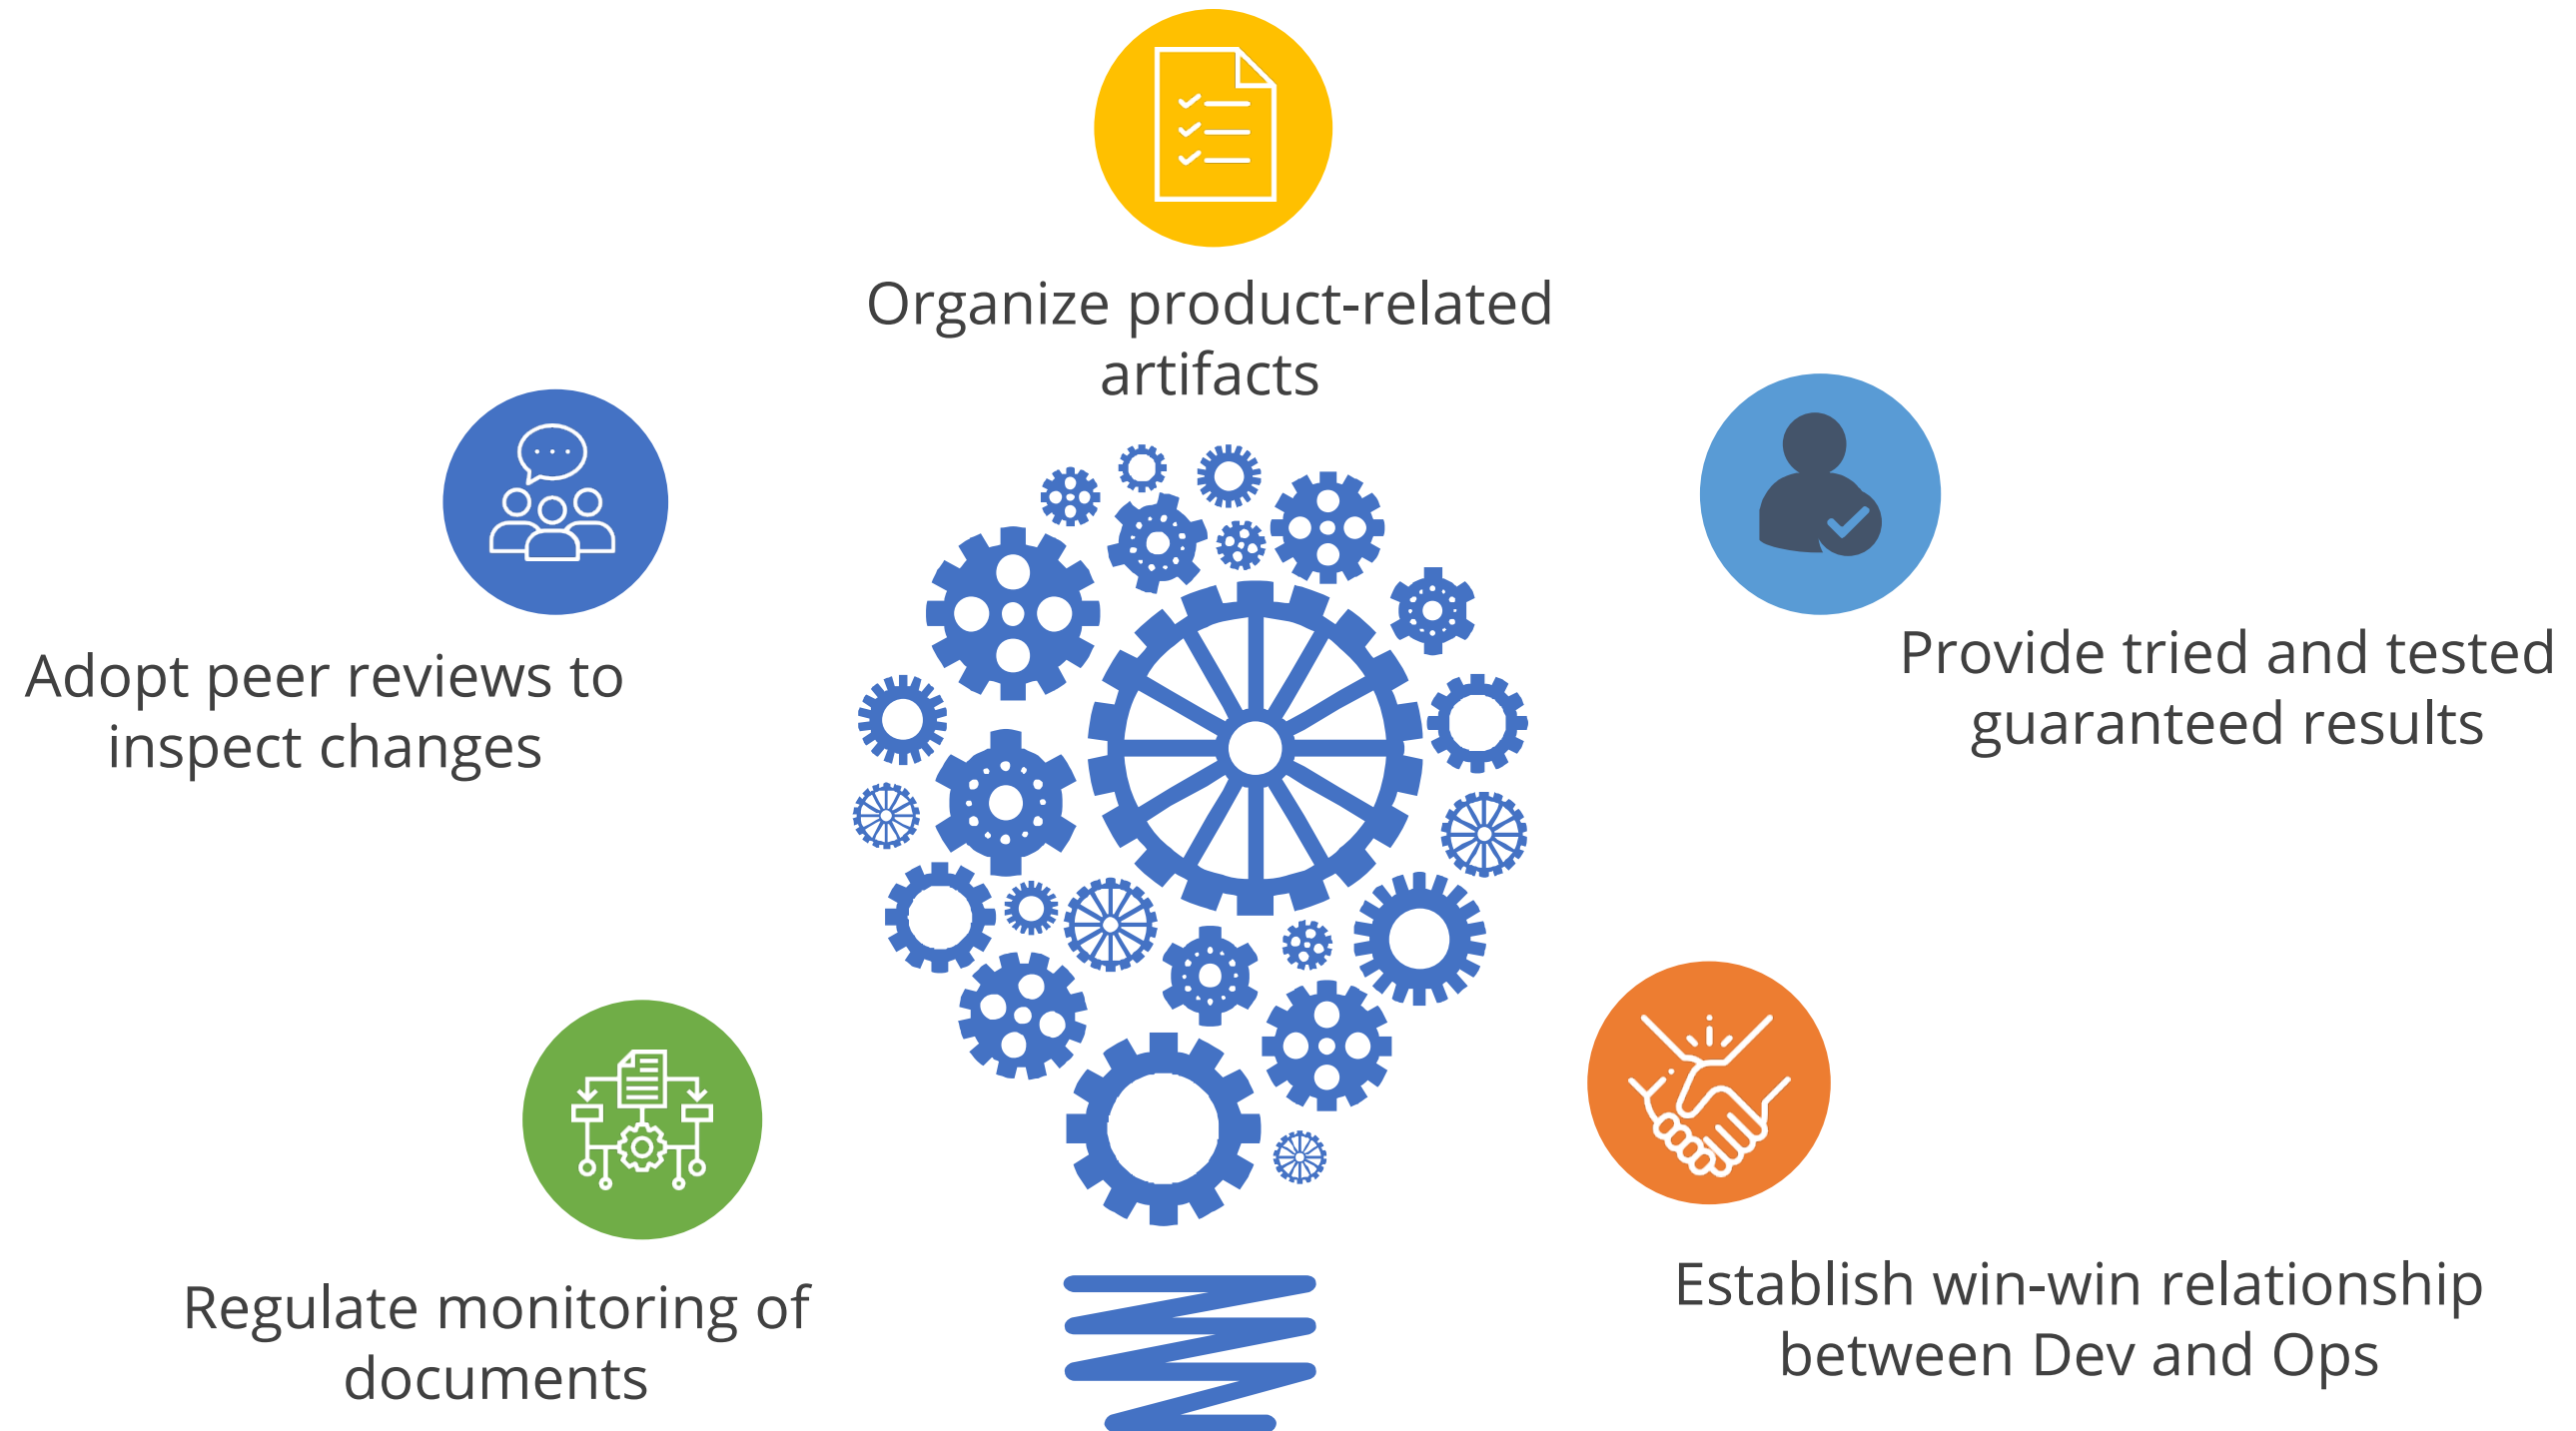 Organize product-related
artifacts
Adopt peer reviews to
inspect changes
Provide tried and tested
guaranteed results
Regulate monitoring of
documents
Establish win-win relationship
between Dev and Ops